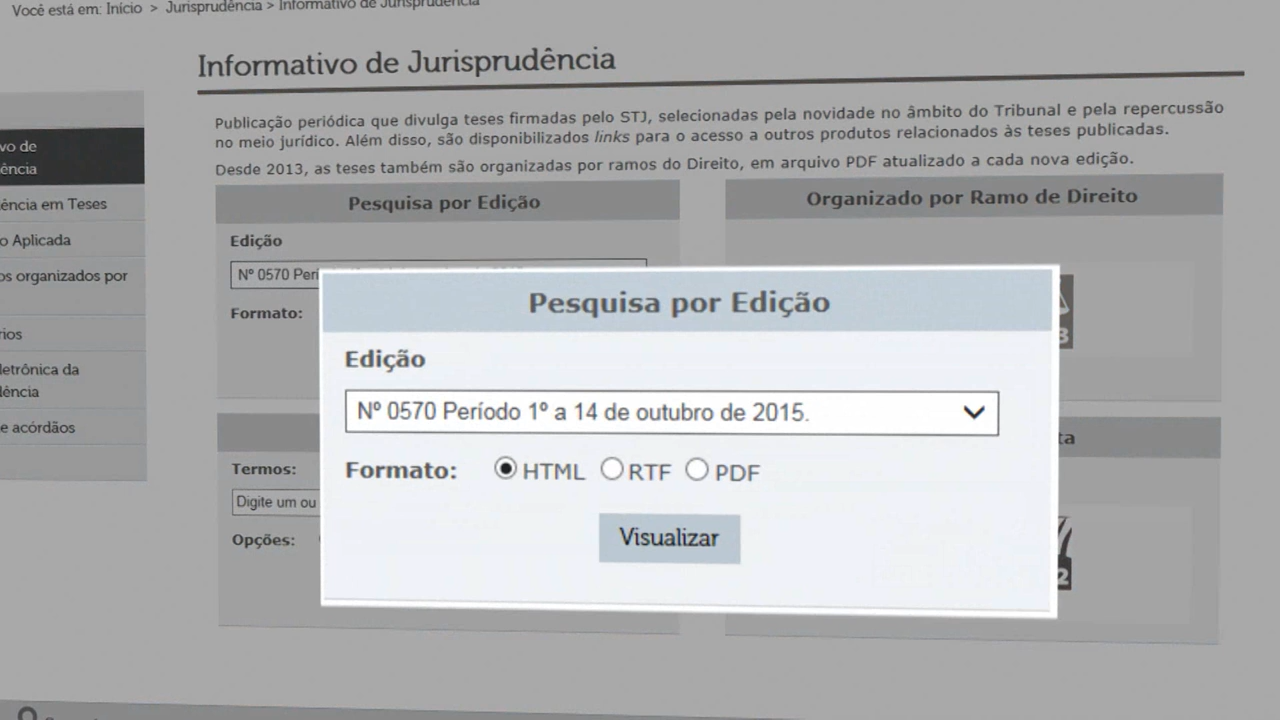 Você está em: Início > Jurisprudência > Informativo de Jurisprudência
Informativo de Jurisprudência
Publicação periódica que divulga teses firmadas pelo STJ, selecionadas pela novidade no âmbito do Tribunal e pela repercussão
no meio jurídico. Além disso, são disponibilizados links para o acesso a outros produtos relacionados às teses publicadas.
Desde 2013, as teses também são organizadas por ramos do Direito, em arquivo PDF atualizado a cada nova edição.
vo de
ência
ência em Teses
o Aplicada
os organizados por
rios
letrônica da
dência
e acórdãos
Pesquisa por Edição
Edição
Nº 0570 Perí
Formato:
Organizado por Ramo de Direito
Pesquisa por Edição
Edição
Nº 0570 Período 1º a 14 de outubro de 2015.
Formato: HTML RTF PDF
Visualizar
Termos:
Digite um ou
Opções:
ta